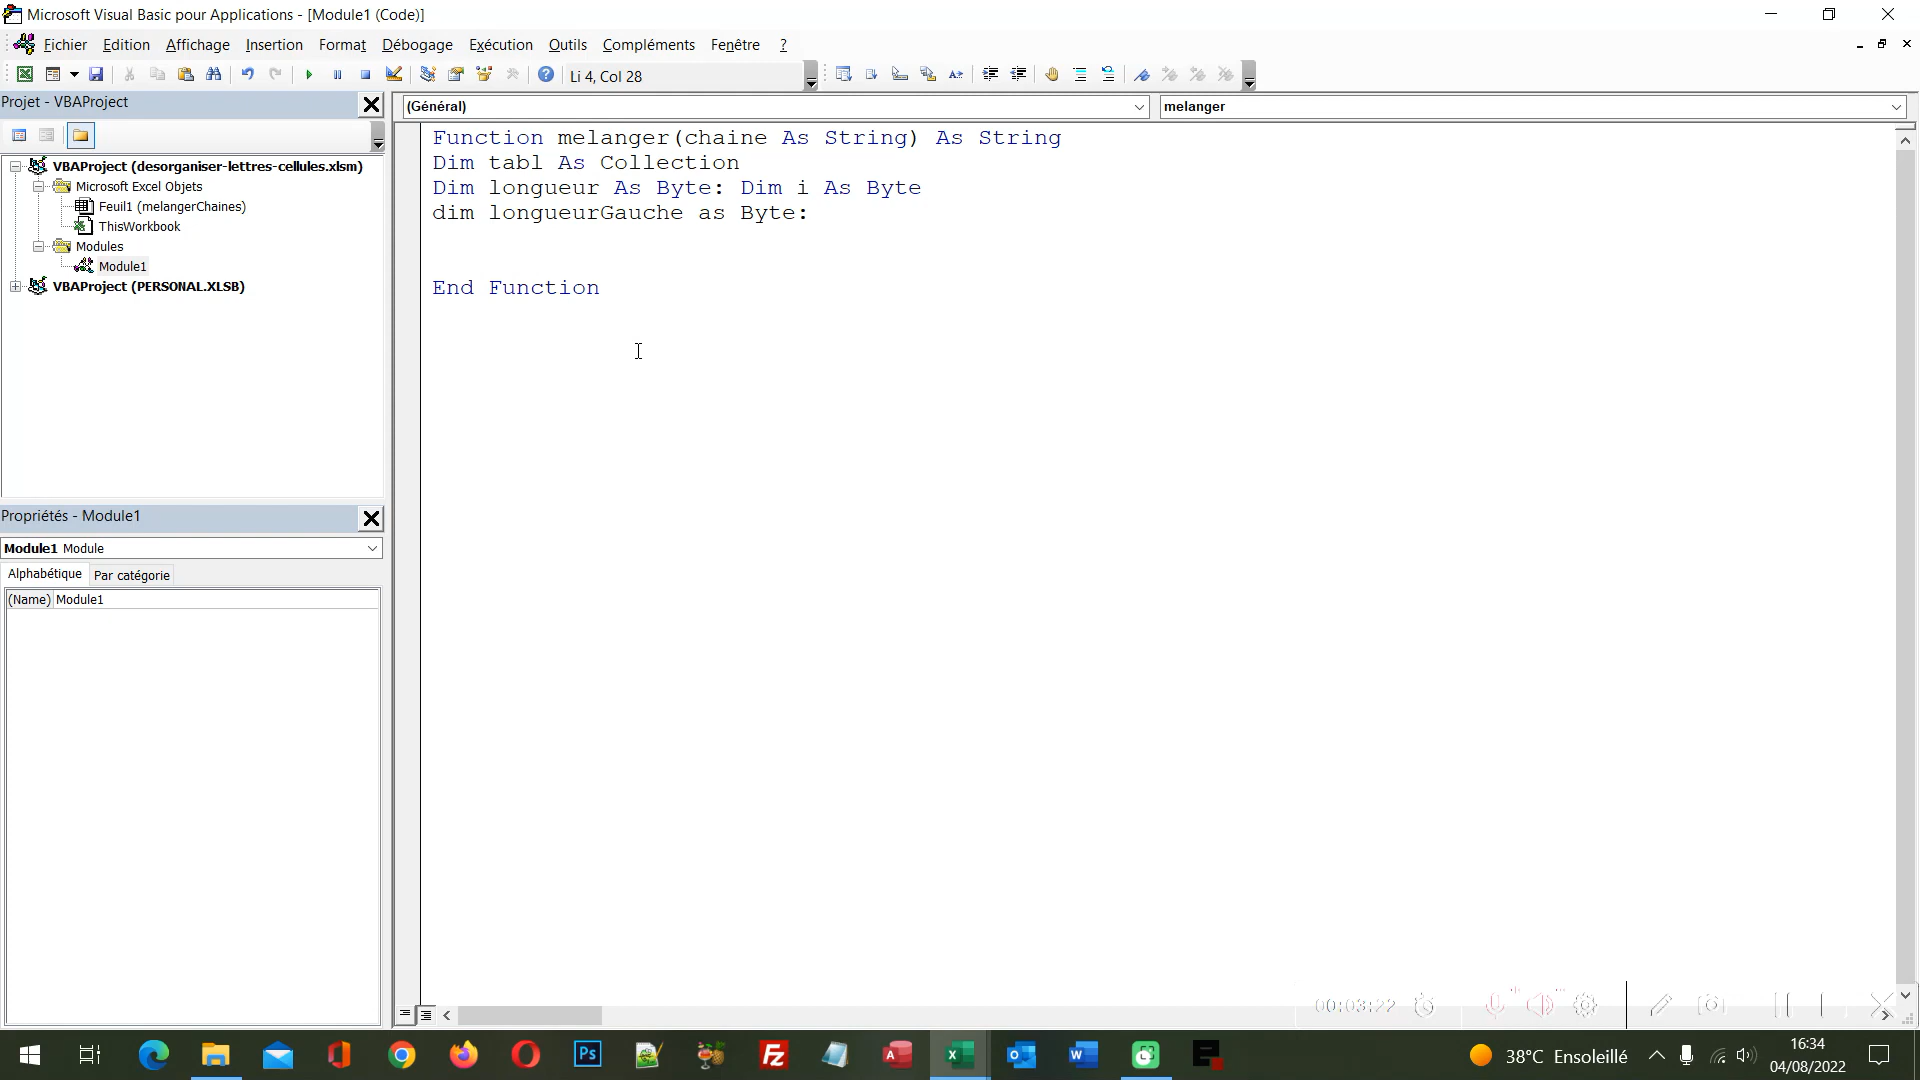 Microsoft Visual Basic pour Applications - [Module1 (Code)]
Fichier Edition Affichage Insertion Format Débogage Exécution Outils Compléments Fenêtre ?
Li 4, Col 28
Projet - VBAProject
(Général)
melanger
VBAProject (desorganiser-lettres-cellules.xlsm)
Microsoft Excel Objets
Feuil1 (melangerChaines)
ThisWorkbook
Modules
Module1
VBAProject (PERSONAL.XLSB)
Function melanger(chaine As String) As String
Dim tabl As Collection
Dim longueur As Byte: Dim i As Byte
dim longueurGauche as Byte:
End Function
Propriétés - Module1
Module1 Module
Alphabétique Par catégorie
(Name) Module1
00:03:22
38°C Ensoleillé
16:34
04/08/2022